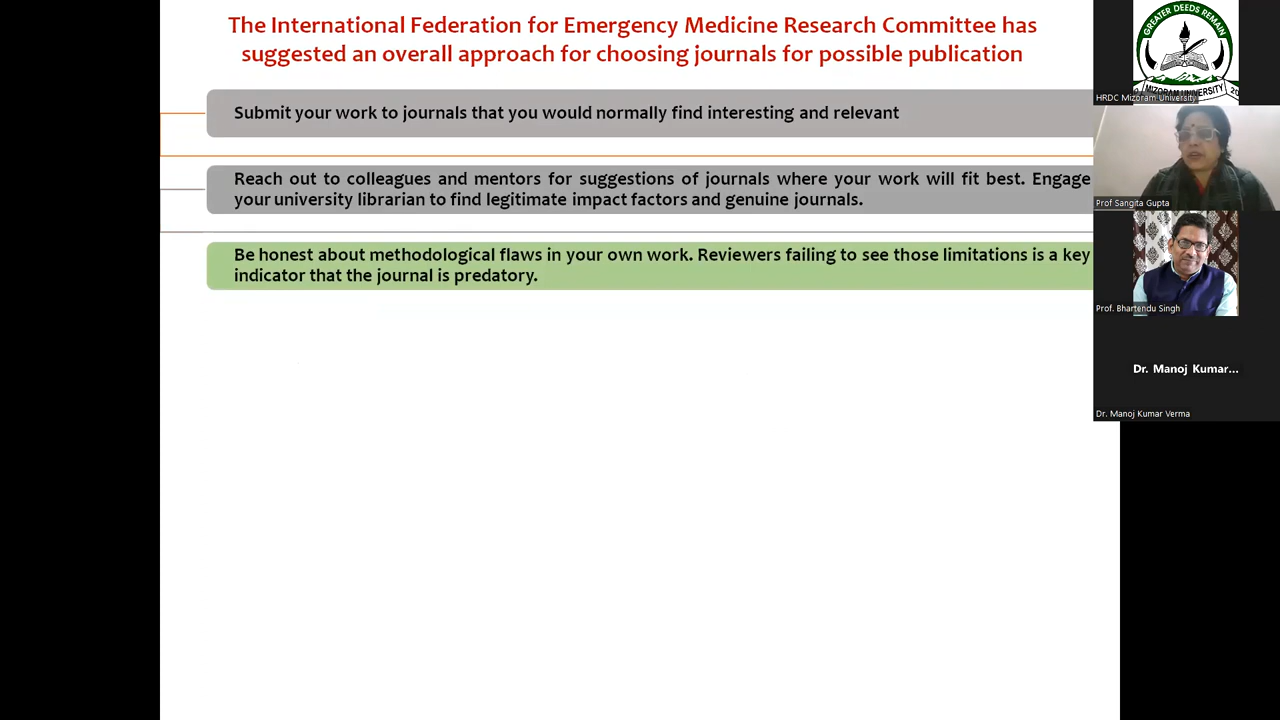 The International Federation for Emergency Medicine Research Committee has
suggested an overall approach for choosing journals for possible publication
Submit your work to journals that you would normally find interesting and relevant
Reach out to colleagues and mentors for suggestions of journals where your work will fit best. Engage
your university librarian to find legitimate impact factors and genuine journals.
Be honest about methodological flaws in your own work. Reviewers failing to see those limitations is a key
indicator that the journal is predatory.
GREATER DEEDS REMAIN
MIZORAM UNIVERSITY
HRDC Mizoram University
Prof Sangita Gupta
Prof. Bhartendu Singh
Dr. Manoj Kumar...
Dr. Manoj Kumar Verma